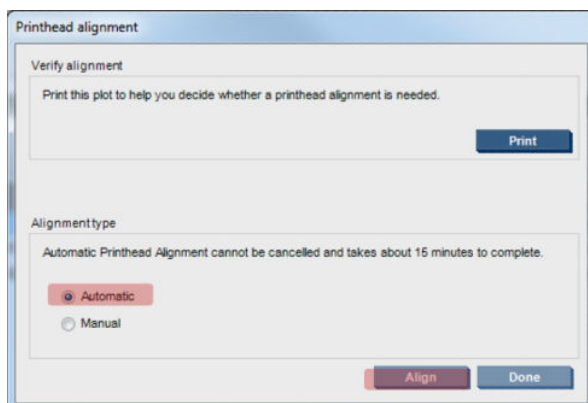 Printhead alignment
Verify alignment
Print this plot to help you decide whether a printhead alignment is needed.
Print
Alignment type
Automatic Printhead Alignment cannot be cancelled and takes about 15 minutes to complete.
Automatic
Manual
Align Done